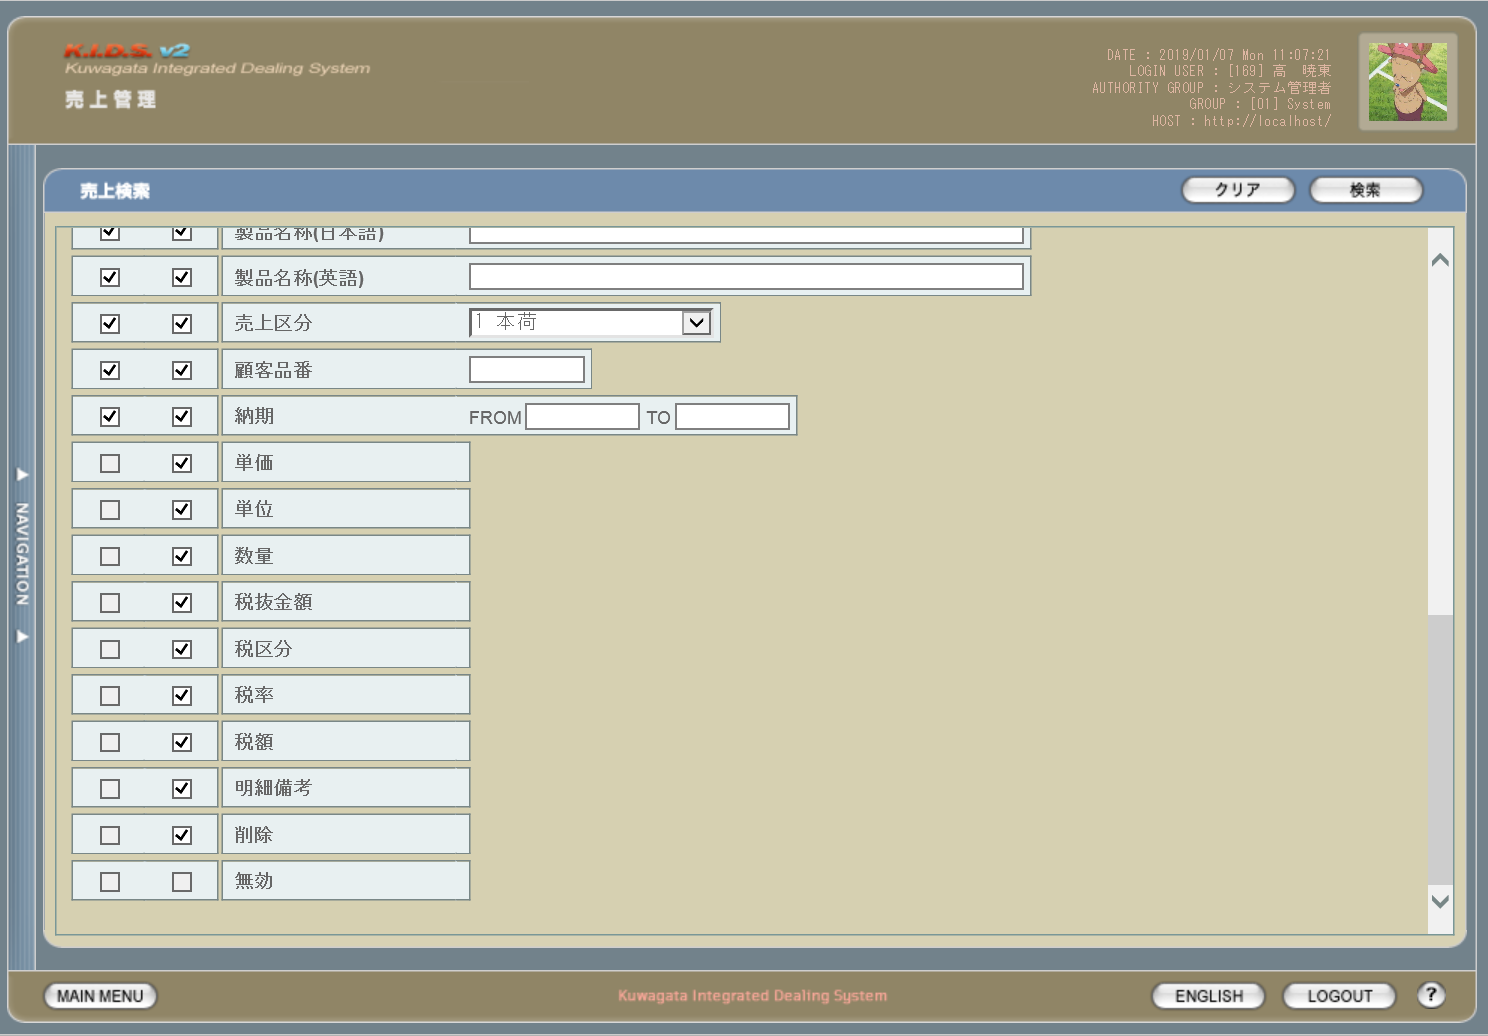 K.I.D.S. v2
Kuwagata Integrated Dealing System
売上管理
DATE : 2019/01/07 Mon 11:07:21
LOGIN USER : [169] 高　暁東
AUTHORITY GROUP : システム管理者
GROUP : [01] System
HOST : http://localhost/
売上検索
クリア
検索
製品名称(日本語)
製品名称(英語)
売上区分 1 本荷
顧客品番
納期 FROM TO
単価
単位
数量
税抜金額
税区分
税率
税額
明細備考
削除
無効
NAVIGATION
MAIN MENU
Kuwagata Integrated Dealing System
ENGLISH
LOGOUT
?